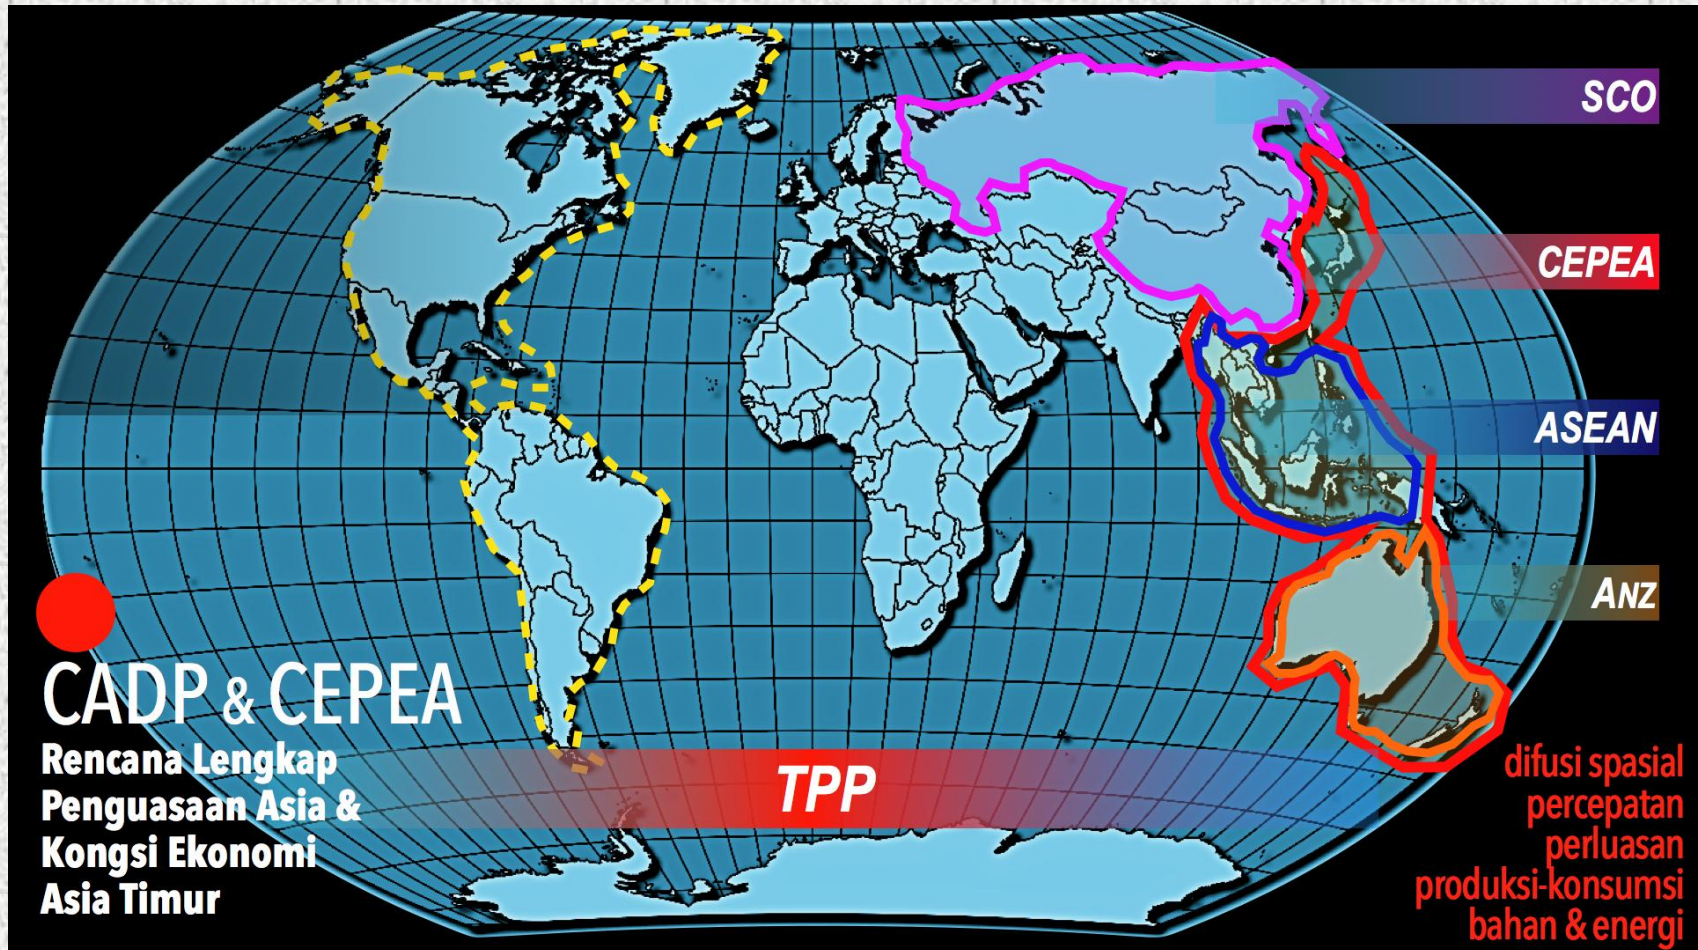 SCO
CEPEA
ASEAN
ANZ
CADP & CEPEA
Rencana Lengkap
Penguasaan Asia &
Kongsi Ekonomi
Asia Timur
TPP
difusi spasial
percepatan
perluasan
produksi-konsumsi
bahan & energi